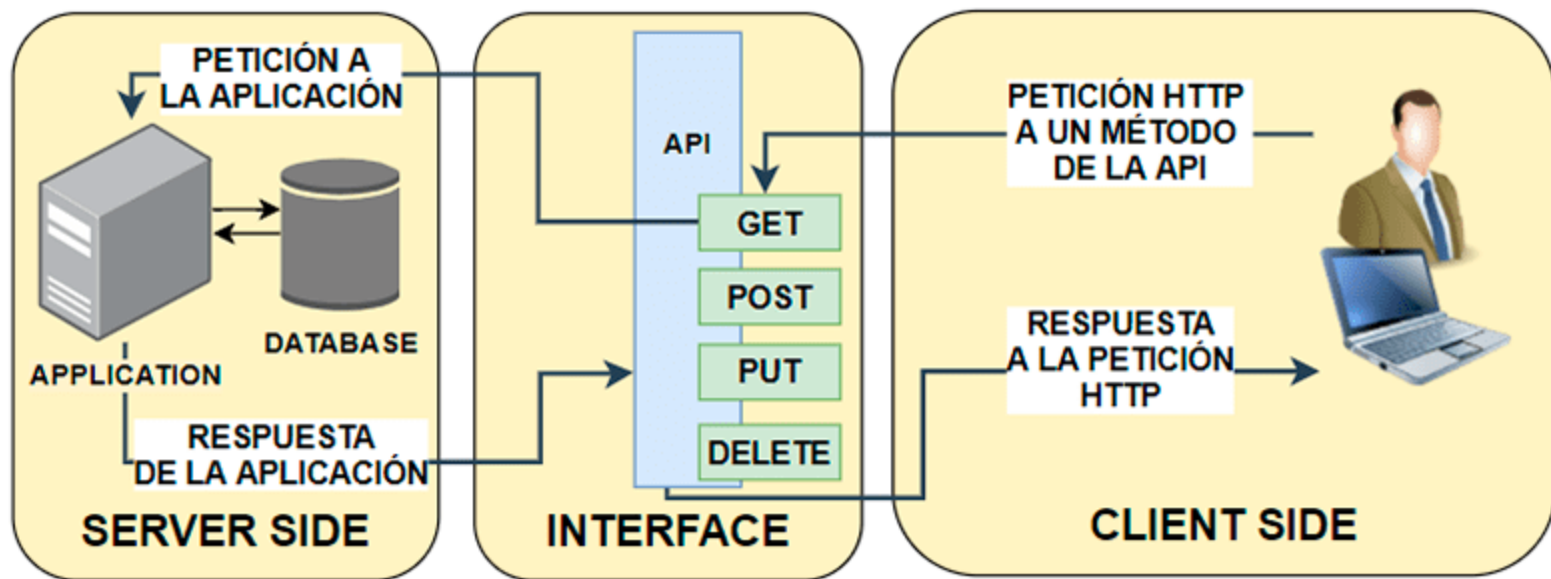 PETICIÓN A
LA APLICACIÓN
APPLICATION
DATABASE
RESPUESTA
DE LA APLICACIÓN
SERVER SIDE
API
GET
POST
PUT
DELETE
INTERFACE
PETICIÓN HTTP
A UN MÉTODO
DE LA API
RESPUESTA
A LA PETICIÓN
HTTP
CLIENT SIDE